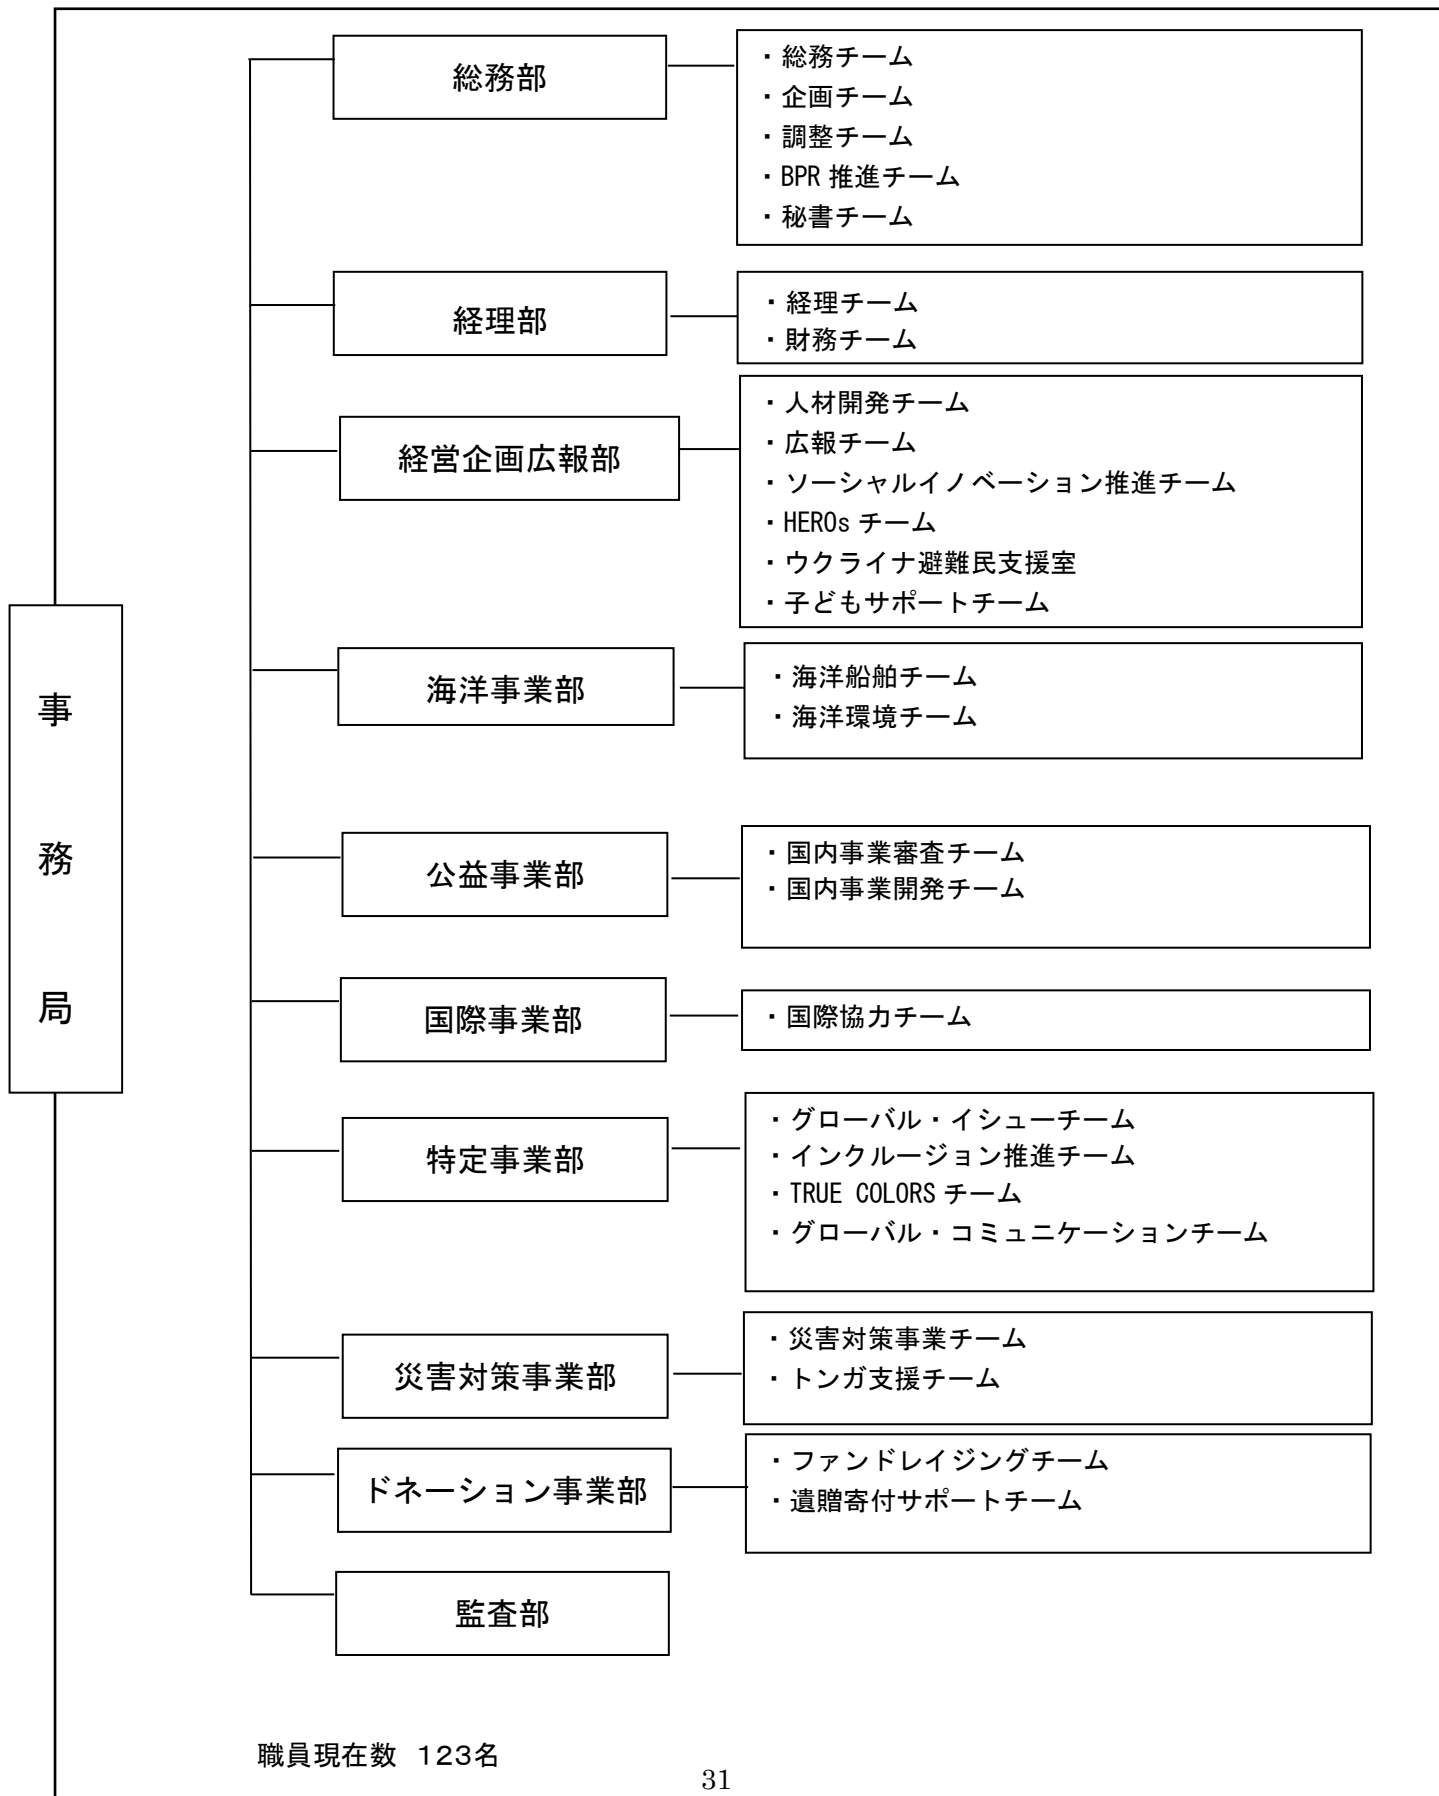 事務局
総務部
・総務チーム
・企画チーム
・調整チーム
・BPR 推進チーム
・秘書チーム
経理部
・経理チーム
・財務チーム
経営企画広報部
・人材開発チーム
・広報チーム
・ソーシャルイノベーション推進チーム
・HEROs チーム
・ウクライナ避難民支援室
・子どもサポートチーム
海洋事業部
・海洋船舶チーム
・海洋環境チーム
公益事業部
・国内事業審査チーム
・国内事業開発チーム
国際事業部
・国際協力チーム
特定事業部
・グローバル・イシューチーム
・インクルージョン推進チーム
・TRUE COLORS チーム
・グローバル・コミュニケーションチーム
災害対策事業部
・災害対策事業チーム
・トンガ支援チーム
ドネーション事業部
・ファンドレイジングチーム
・遺贈寄付サポートチーム
監査部
職員現在数　１２３名
31